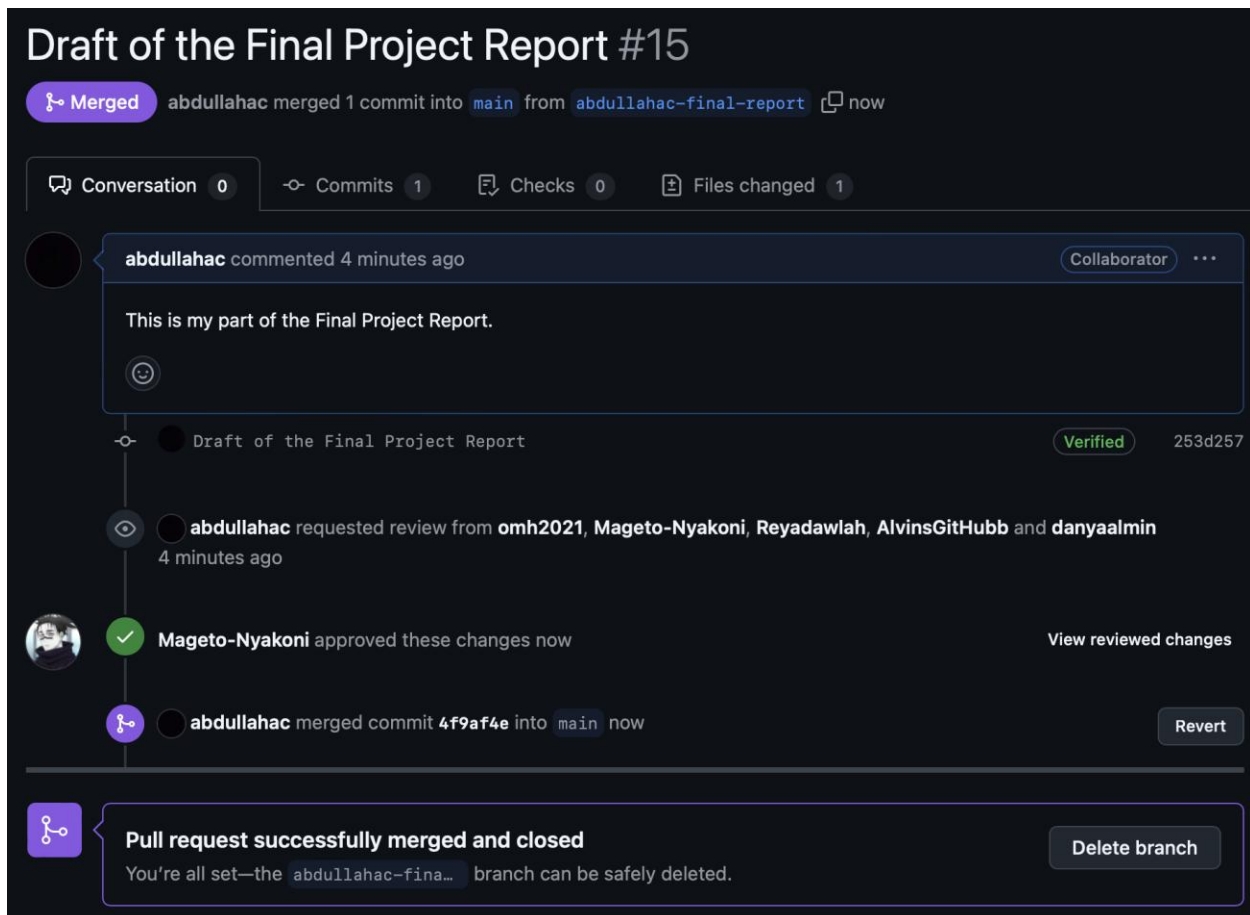 Draft of the Final Project Report #15
Merged abdullahac merged 1 commit into main from abdullahac-final-report now
Conversation 0 Commits 1 Checks 0 Files changed 1
abdullahac commented 4 minutes ago Collaborator ...
This is my part of the Final Project Report.
Draft of the Final Project Report Verified 253d257
abdullahac requested review from omh2021, Mageto-Nyakoni, Reyadawlah, AlvinsGitHubb and danyaalmin
4 minutes ago
Mageto-Nyakoni approved these changes now View reviewed changes
abdullahac merged commit 4f9af4e into main now Revert
Pull request successfully merged and closed
Delete branch
You're all set—the abdullahac-fina… branch can be safely deleted.